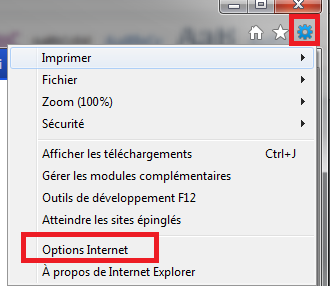 Imprimer
Fichier
Zoom (100%)
Sécurité
Afficher les téléchargements Ctrl+J
Gérer les modules complémentaires
Outils de développement F12
Atteindre les sites épinglés
Options Internet
À propos de Internet Explorer